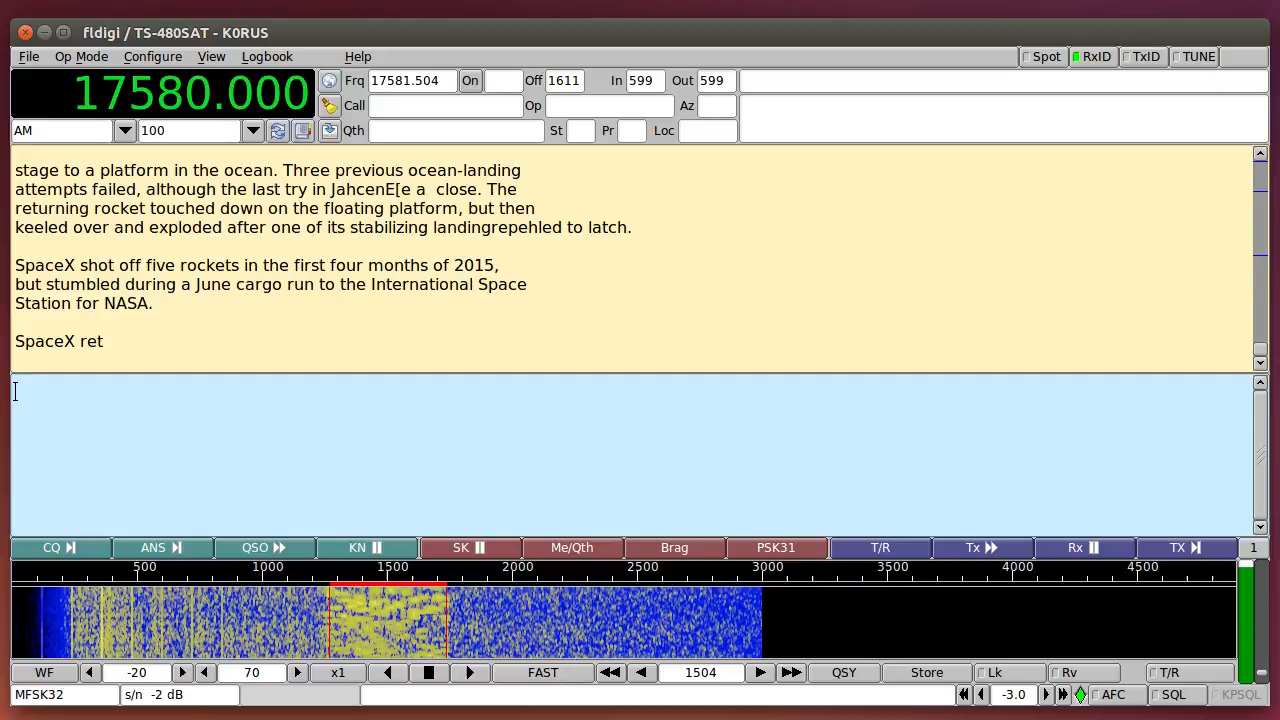 fldigi / TS-480SAT - K0RUS
File Op Mode Configure View Logbook Help Spot RxID TxID TUNE
17580.000
Frq 17581.504 On Off 1611 In 599 Out 599
Call Op Az
AM 100 Qth St Pr Loc
stage to a platform in the ocean. Three previous ocean-landing
attempts failed, although the last try in JahcenE[e a  close. The
returning rocket touched down on the floating platform, but then
keeled over and exploded after one of its stabilizing landingrepehled to latch.
SpaceX shot off five rockets in the first four months of 2015,
but stumbled during a June cargo run to the International Space
Station for NASA.
SpaceX ret
CQ ANS QSO KN SK Me/Qth Brag PSK31 T/R Tx Rx TX 1
500 1000 1500 2000 2500 3000 3500 4000 4500
WF -20 70 x1 FAST 1504 QSY Store Lk Rv T/R
MFSK32 s/n -2 dB -3.0 AFC SQL KPSQL